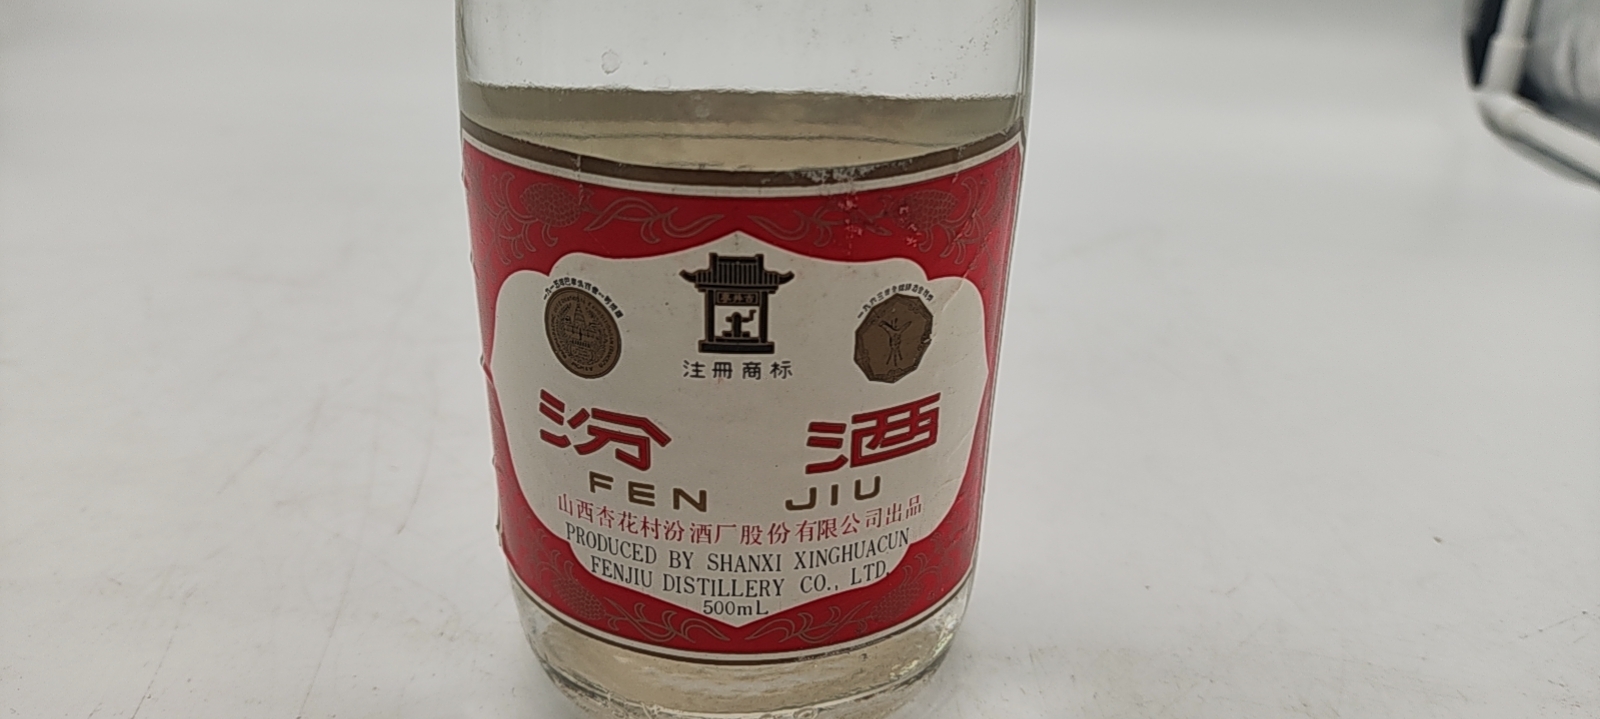 注冊商标
汾 酒
FEN JIU
山西杏花村汾酒厂股份有限公司出品
PRODUCED BY SHANXI XINGHUACUN
FENJIU DISTILLERY CO., LTD.
500mL